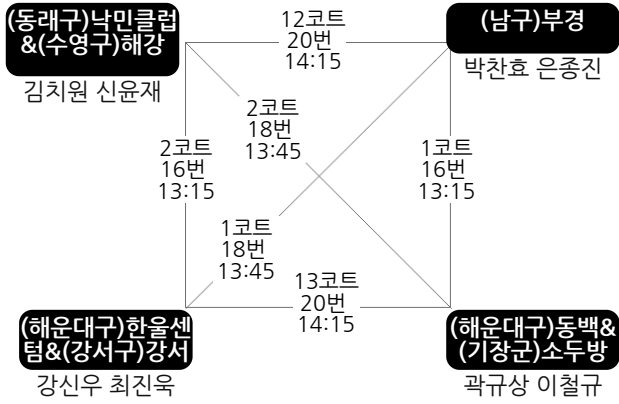 (동래구)낙민클럽
&(수영구)해강
김치원 신윤재
12코트
20번
14:15
(남구)부경
박찬효 은종진
2코트
18번
13:45
2코트
16번
13:15
1코트
16번
13:15
1코트
18번
13:45
13코트
20번
14:15
(해운대구)한울센
텀&(강서구)강서
강신우 최진욱
(해운대구)동백&
(기장군)소두방
곽규상 이철규